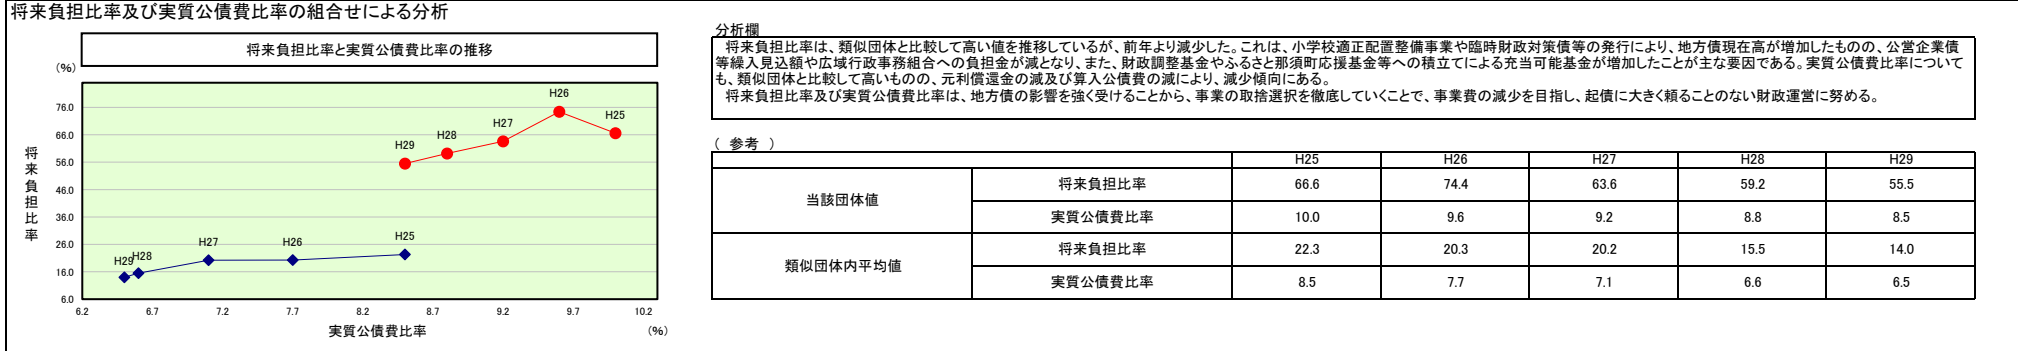 将来負担比率及び実質公債費比率の組合せによる分析
将来負担比率と実質公債費比率の推移
(%)
76.0
66.0
56.0
46.0
36.0
26.0
16.0
6.0
将来負担比率
H29
H28
H27
H26
H25
H29
H28
H27
H26
H25
6.2 6.7 7.2 7.7 8.2 8.7 9.2 9.7 10.2
実質公債費比率
(%)
分析欄
将来負担比率は、類似団体と比較して高い値を推移しているが、前年より減少した。これは、小学校適正配置整備事業や臨時財政対策債等の発行により、地方債現在高が増加したものの、公営企業債
等繰入見込額や広域行政事務組合への負担金が減となり、また、財政調整基金やふるさと那須町応援基金等への積立てによる充当可能基金が増加したことが主な要因である。実質公債費比率について
も、類似団体と比較して高いものの、元利償還金の減及び算入公債費の減により、減少傾向にある。
将来負担比率及び実質公債費比率は、地方債の影響を強く受けることから、事業の取捨選択を徹底していくことで、事業費の減少を目指し、起債に大きく頼ることのない財政運営に努める。
( 参考 )
H25 H26 H27 H28 H29
当該団体値
将来負担比率 66.6 74.4 63.6 59.2 55.5
実質公債費比率 10.0 9.6 9.2 8.8 8.5
類似団体内平均値
将来負担比率 22.3 20.3 20.2 15.5 14.0
実質公債費比率 8.5 7.7 7.1 6.6 6.5